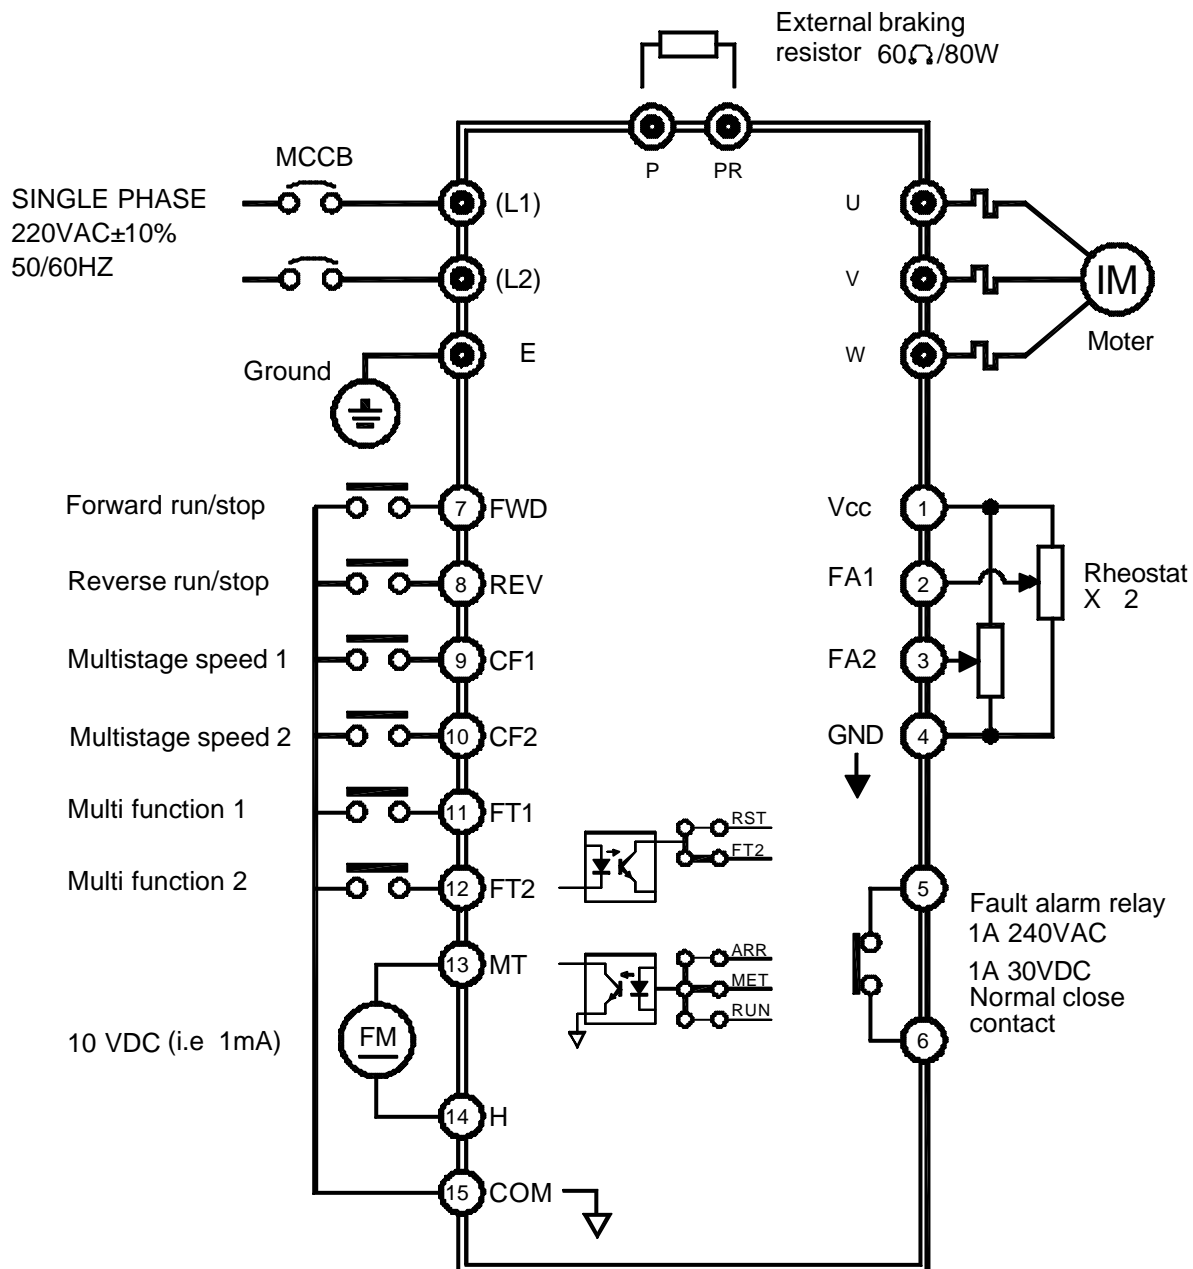 External braking
resistor 60Ω/80W
P
PR
MCCB
SINGLE PHASE
220VAC±10%
50/60HZ
(L1)
(L2)
E
Ground
U
V
W
IM
Moter
Forward run/stop
7
FWD
Reverse run/stop
8
REV
Multistage speed 1
9
CF1
Multistage speed 2
10
CF2
Multi function 1
11
FT1
Multi function 2
12
FT2
13
MT
10 VDC (i.e 1mA)
FM
14
H
15
COM
RST
FT2
ARR
MET
RUN
Vcc
1
FA1
2
FA2
3
GND
4
Rheostat
X 2
5
6
Fault alarm relay
1A 240VAC
1A 30VDC
Normal close
contact